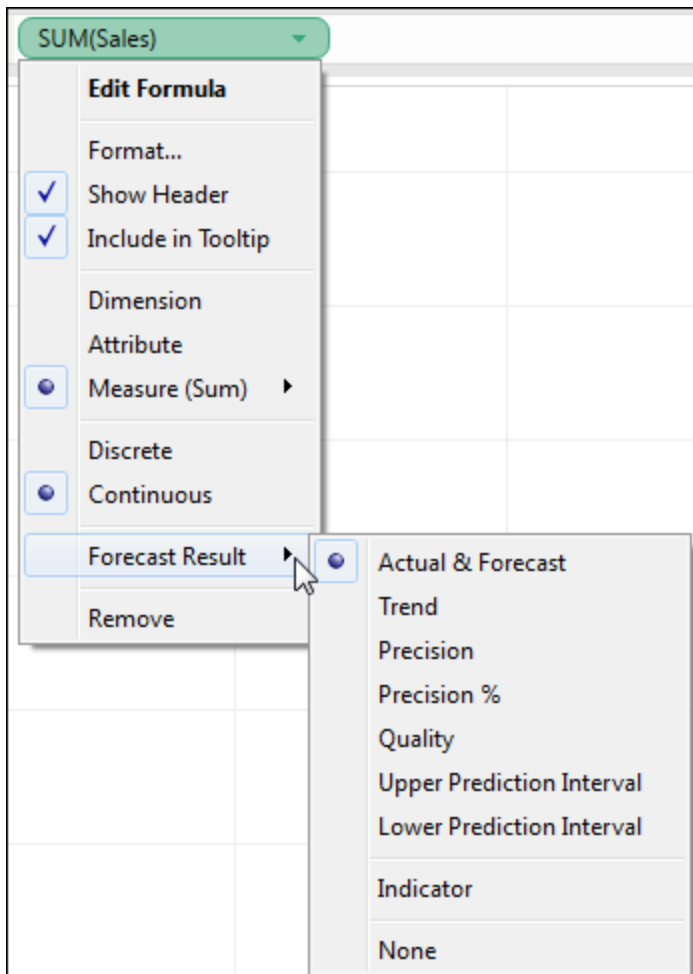 SUM(Sales)
Edit Formula
Format...
Show Header
Include in Tooltip
Dimension
Attribute
Measure (Sum)
Discrete
Continuous
Forecast Result
Remove
Actual & Forecast
Trend
Precision
Precision %
Quality
Upper Prediction Interval
Lower Prediction Interval
Indicator
None